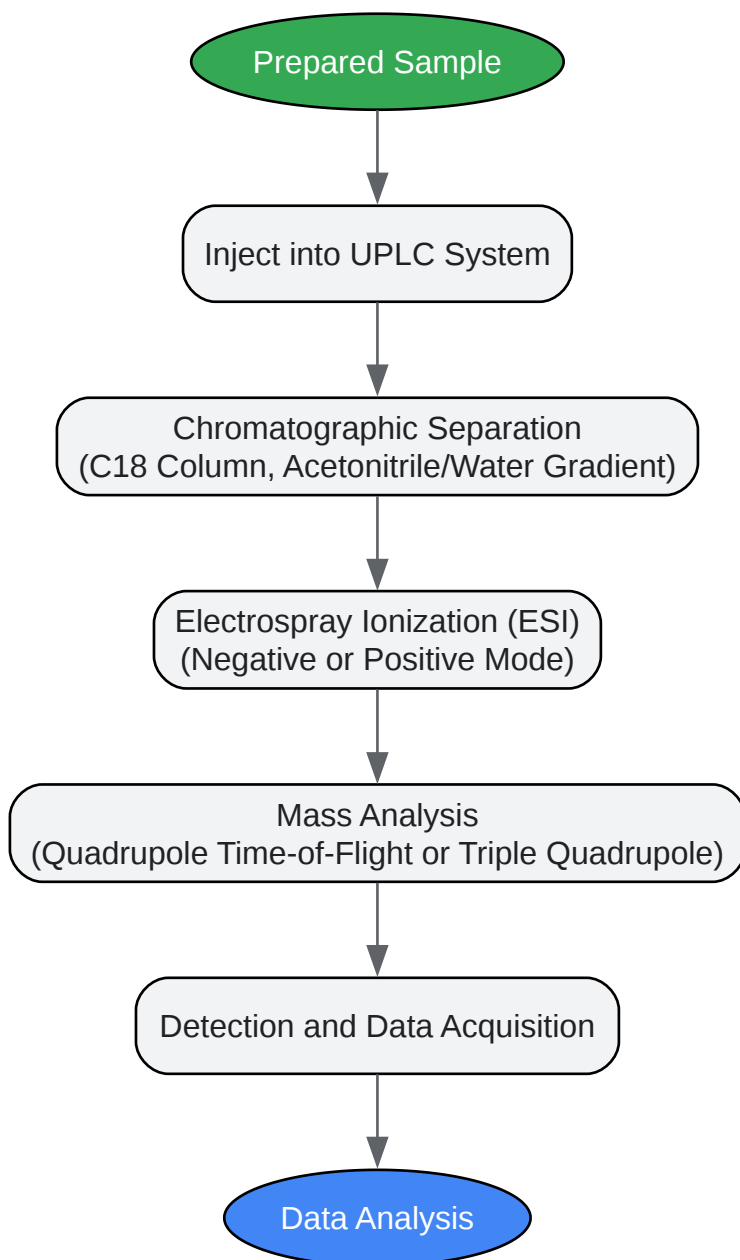 Prepared Sample
Inject into UPLC System
Chromatographic Separation
(C18 Column, Acetonitrile/Water Gradient)
Electrospray Ionization (ESI)
(Negative or Positive Mode)
Mass Analysis
(Quadrupole Time-of-Flight or Triple Quadrupole)
Detection and Data Acquisition
Data Analysis